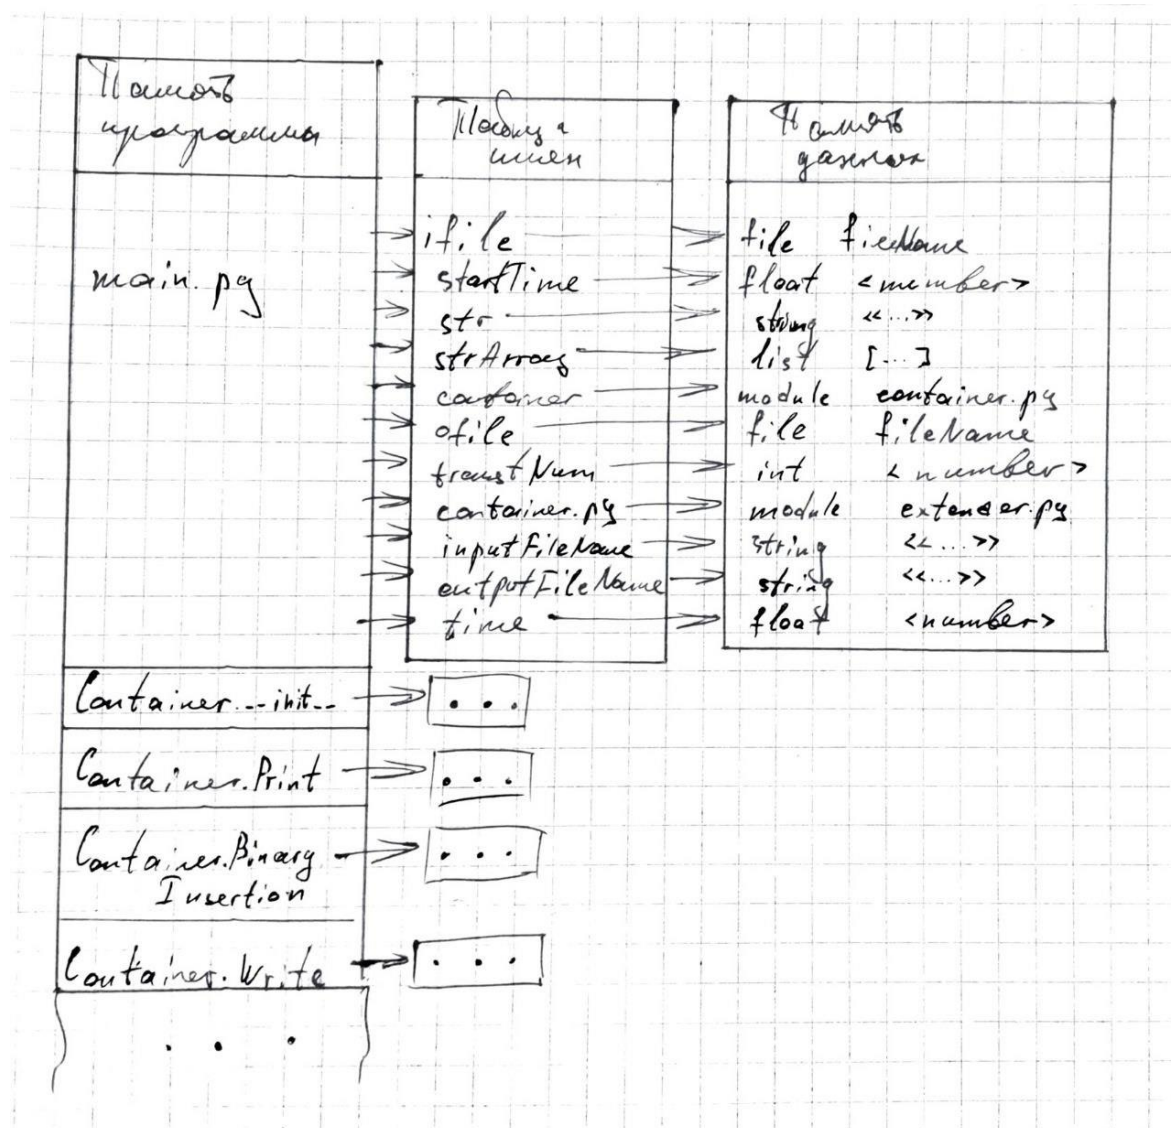 Память
программы
Таблица
имен
Память
данных
main.py
ifile file fileName
startTime float <number>
str string «...»
strArray list [...]
container module container.py
ofile file fileName
transtNum int <number>
container.py module extender.py
inputFileName string <<...>>
outputFileName string <<...>>
time float <number>
Container.__init__ ...
Container.Print ...
Container.Binary ...
Insertion
Container.Write ...
...